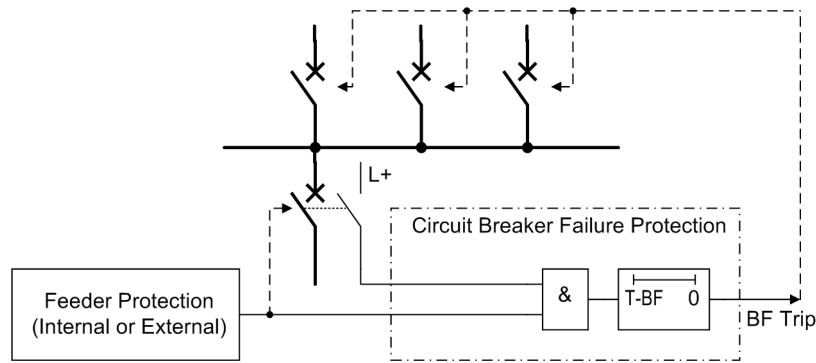 L+
Circuit Breaker Failure Protection
Feeder Protection
(Internal or External)
&
T-BF 0
BF Trip